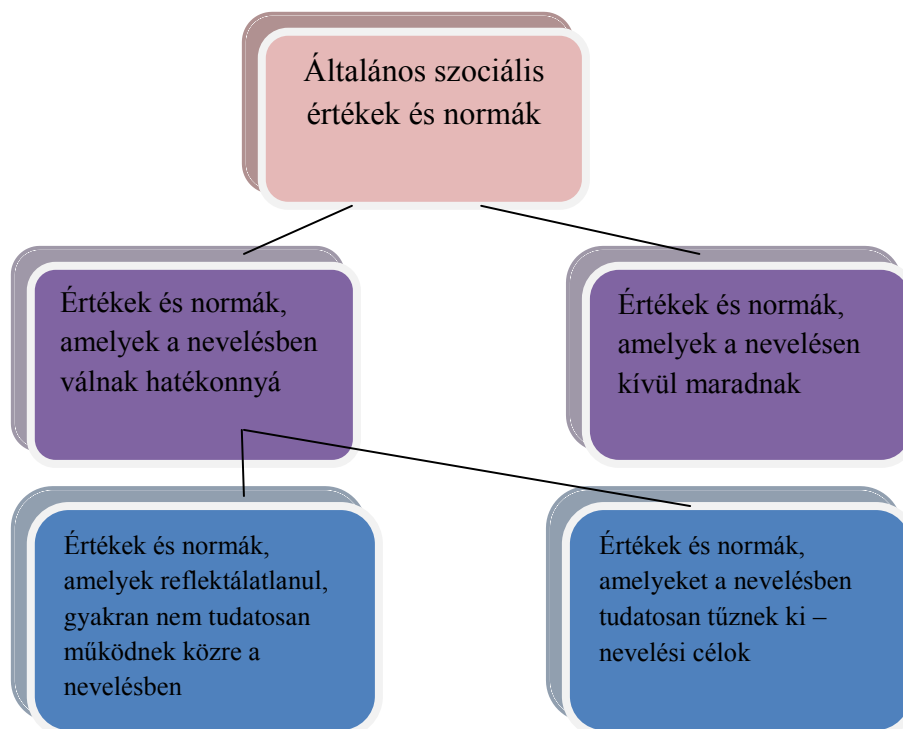 Általános szociális
értékek és normák
Értékek és normák,
amelyek a nevelésben
válnak hatékonnyá
Értékek és normák,
amelyek a nevelésen
kívül maradnak
Értékek és normák,
amelyek reflektálatlanul,
gyakran nem tudatosan
működnek közre a
nevelésben
Értékek és normák,
amelyeket a nevelésben
tudatosan tűznek ki –
nevelési célok